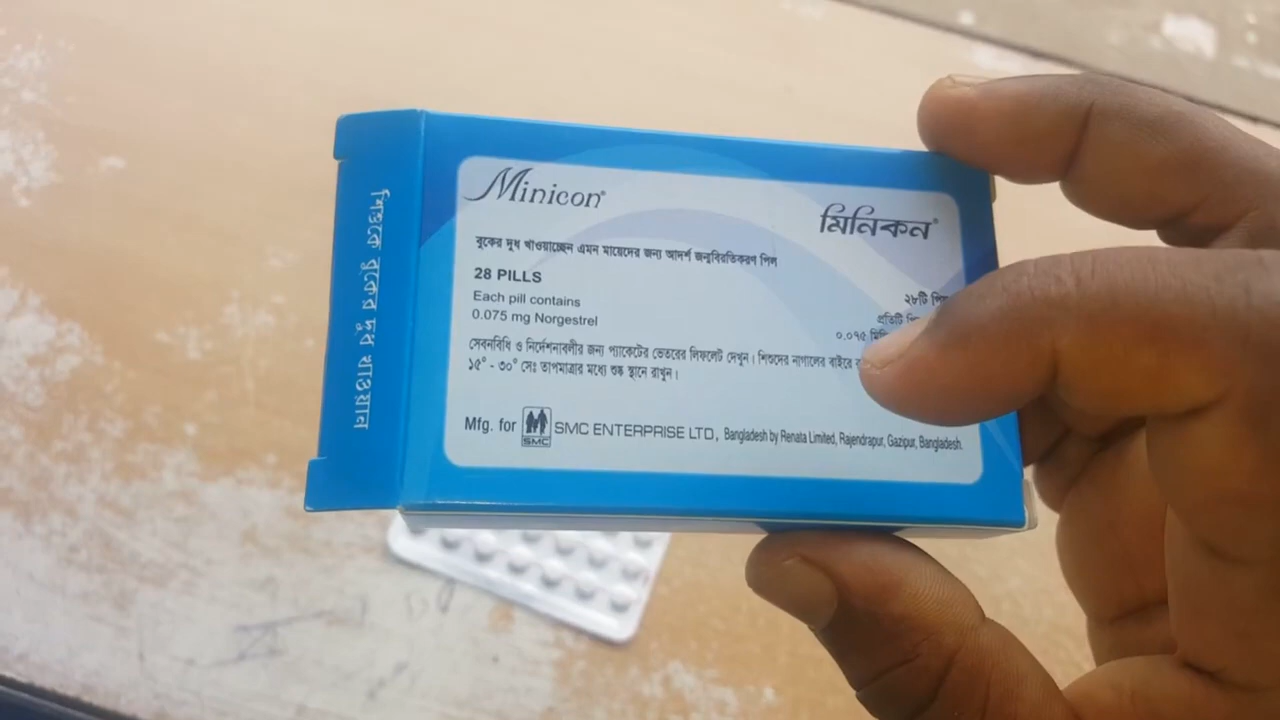 শিশুকে বুকের দুধ খাওয়ান
Minicon®
মিনিকন®
বুকের দুধ খাওয়াচ্ছেন এমন মায়েদের জন্য আদর্শ জন্মবিরতিকরণ পিল
28 PILLS
Each pill contains
0.075 mg Norgestrel
২৮টি
প্রতিটি
০.০৭৫
সেবনবিধি ও নির্দেশনাবলীর জন্য প্যাকেটের ভেতরের লিফলেট দেখুন। শিশুদের নাগালের বাইরে
১৫° - ৩০° সেঃ তাপমাত্রার মধ্যে শুষ্ক স্থানে রাখুন।
Mfg. for SMC SMC ENTERPRISE LTD, Bangladesh by Renata Limited, Rajendrapur, Gazipur, Bangladesh.